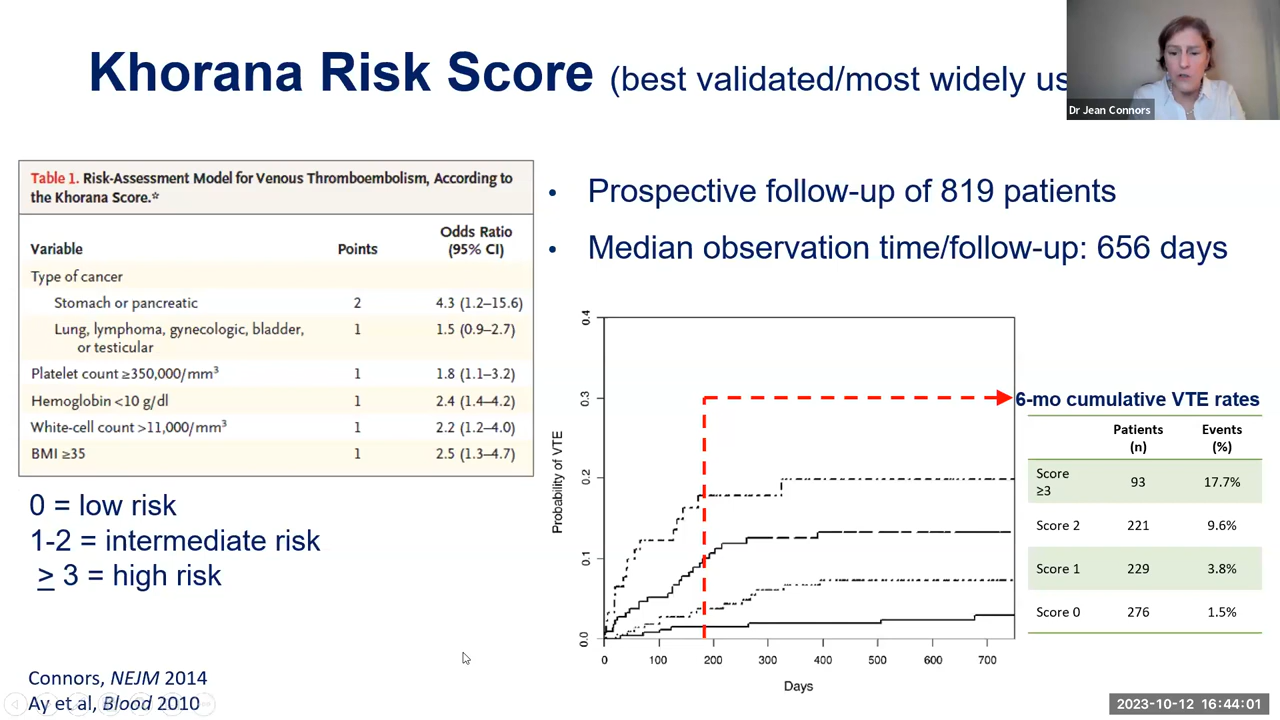 Khorana Risk Score (best validated/most widely us
Dr Jean Connors
Table 1. Risk-Assessment Model for Venous Thromboembolism, According to
the Khorana Score.*
Variable Points Odds Ratio
(95% CI)
Type of cancer
Stomach or pancreatic 2 4.3 (1.2–15.6)
Lung, lymphoma, gynecologic, bladder,
or testicular 1 1.5 (0.9–2.7)
Platelet count ≥350,000/mm³ 1 1.8 (1.1–3.2)
Hemoglobin <10 g/dl 1 2.4 (1.4–4.2)
White-cell count >11,000/mm³ 1 2.2 (1.2–4.0)
BMI ≥35 1 2.5 (1.3–4.7)
0 = low risk
1-2 = intermediate risk
≥ 3 = high risk
Connors, NEJM 2014
Ay et al, Blood 2010
• Prospective follow-up of 819 patients
• Median observation time/follow-up: 656 days
Probability of VTE
0.4
0.3
0.2
0.1
0.0
0 100 200 300 400 500 600 700
Days
6-mo cumulative VTE rates
Patients Events
(n) (%)
Score
≥3 93 17.7%
Score 2 221 9.6%
Score 1 229 3.8%
Score 0 276 1.5%
2023-10-12 16:44:01